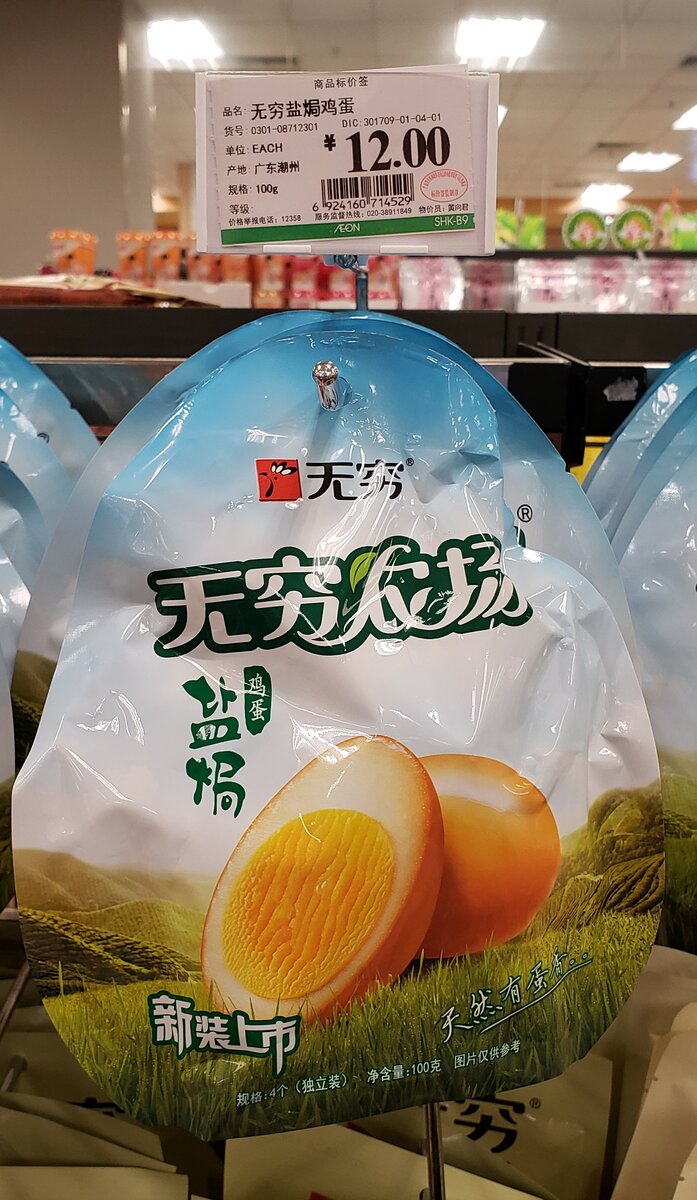 商品标价签
品名: 无穷盐焗鸡蛋
货号: 0301-08712301 DIC: 301709-01-04-01
单位: EACH ¥12.00
产地: 广东潮州
规格: 100g
6 924160 714529
等级:
价格举报电话: 12358 服务监督热线: 020-38911849 物价员: 黄向君
AEON SHK-B9
无穷®
无穷农场®
盐焗
鸡蛋
新装上市
天然有蛋香
规格:4个(独立装) 净含量:100克 图片仅供参考
穷®